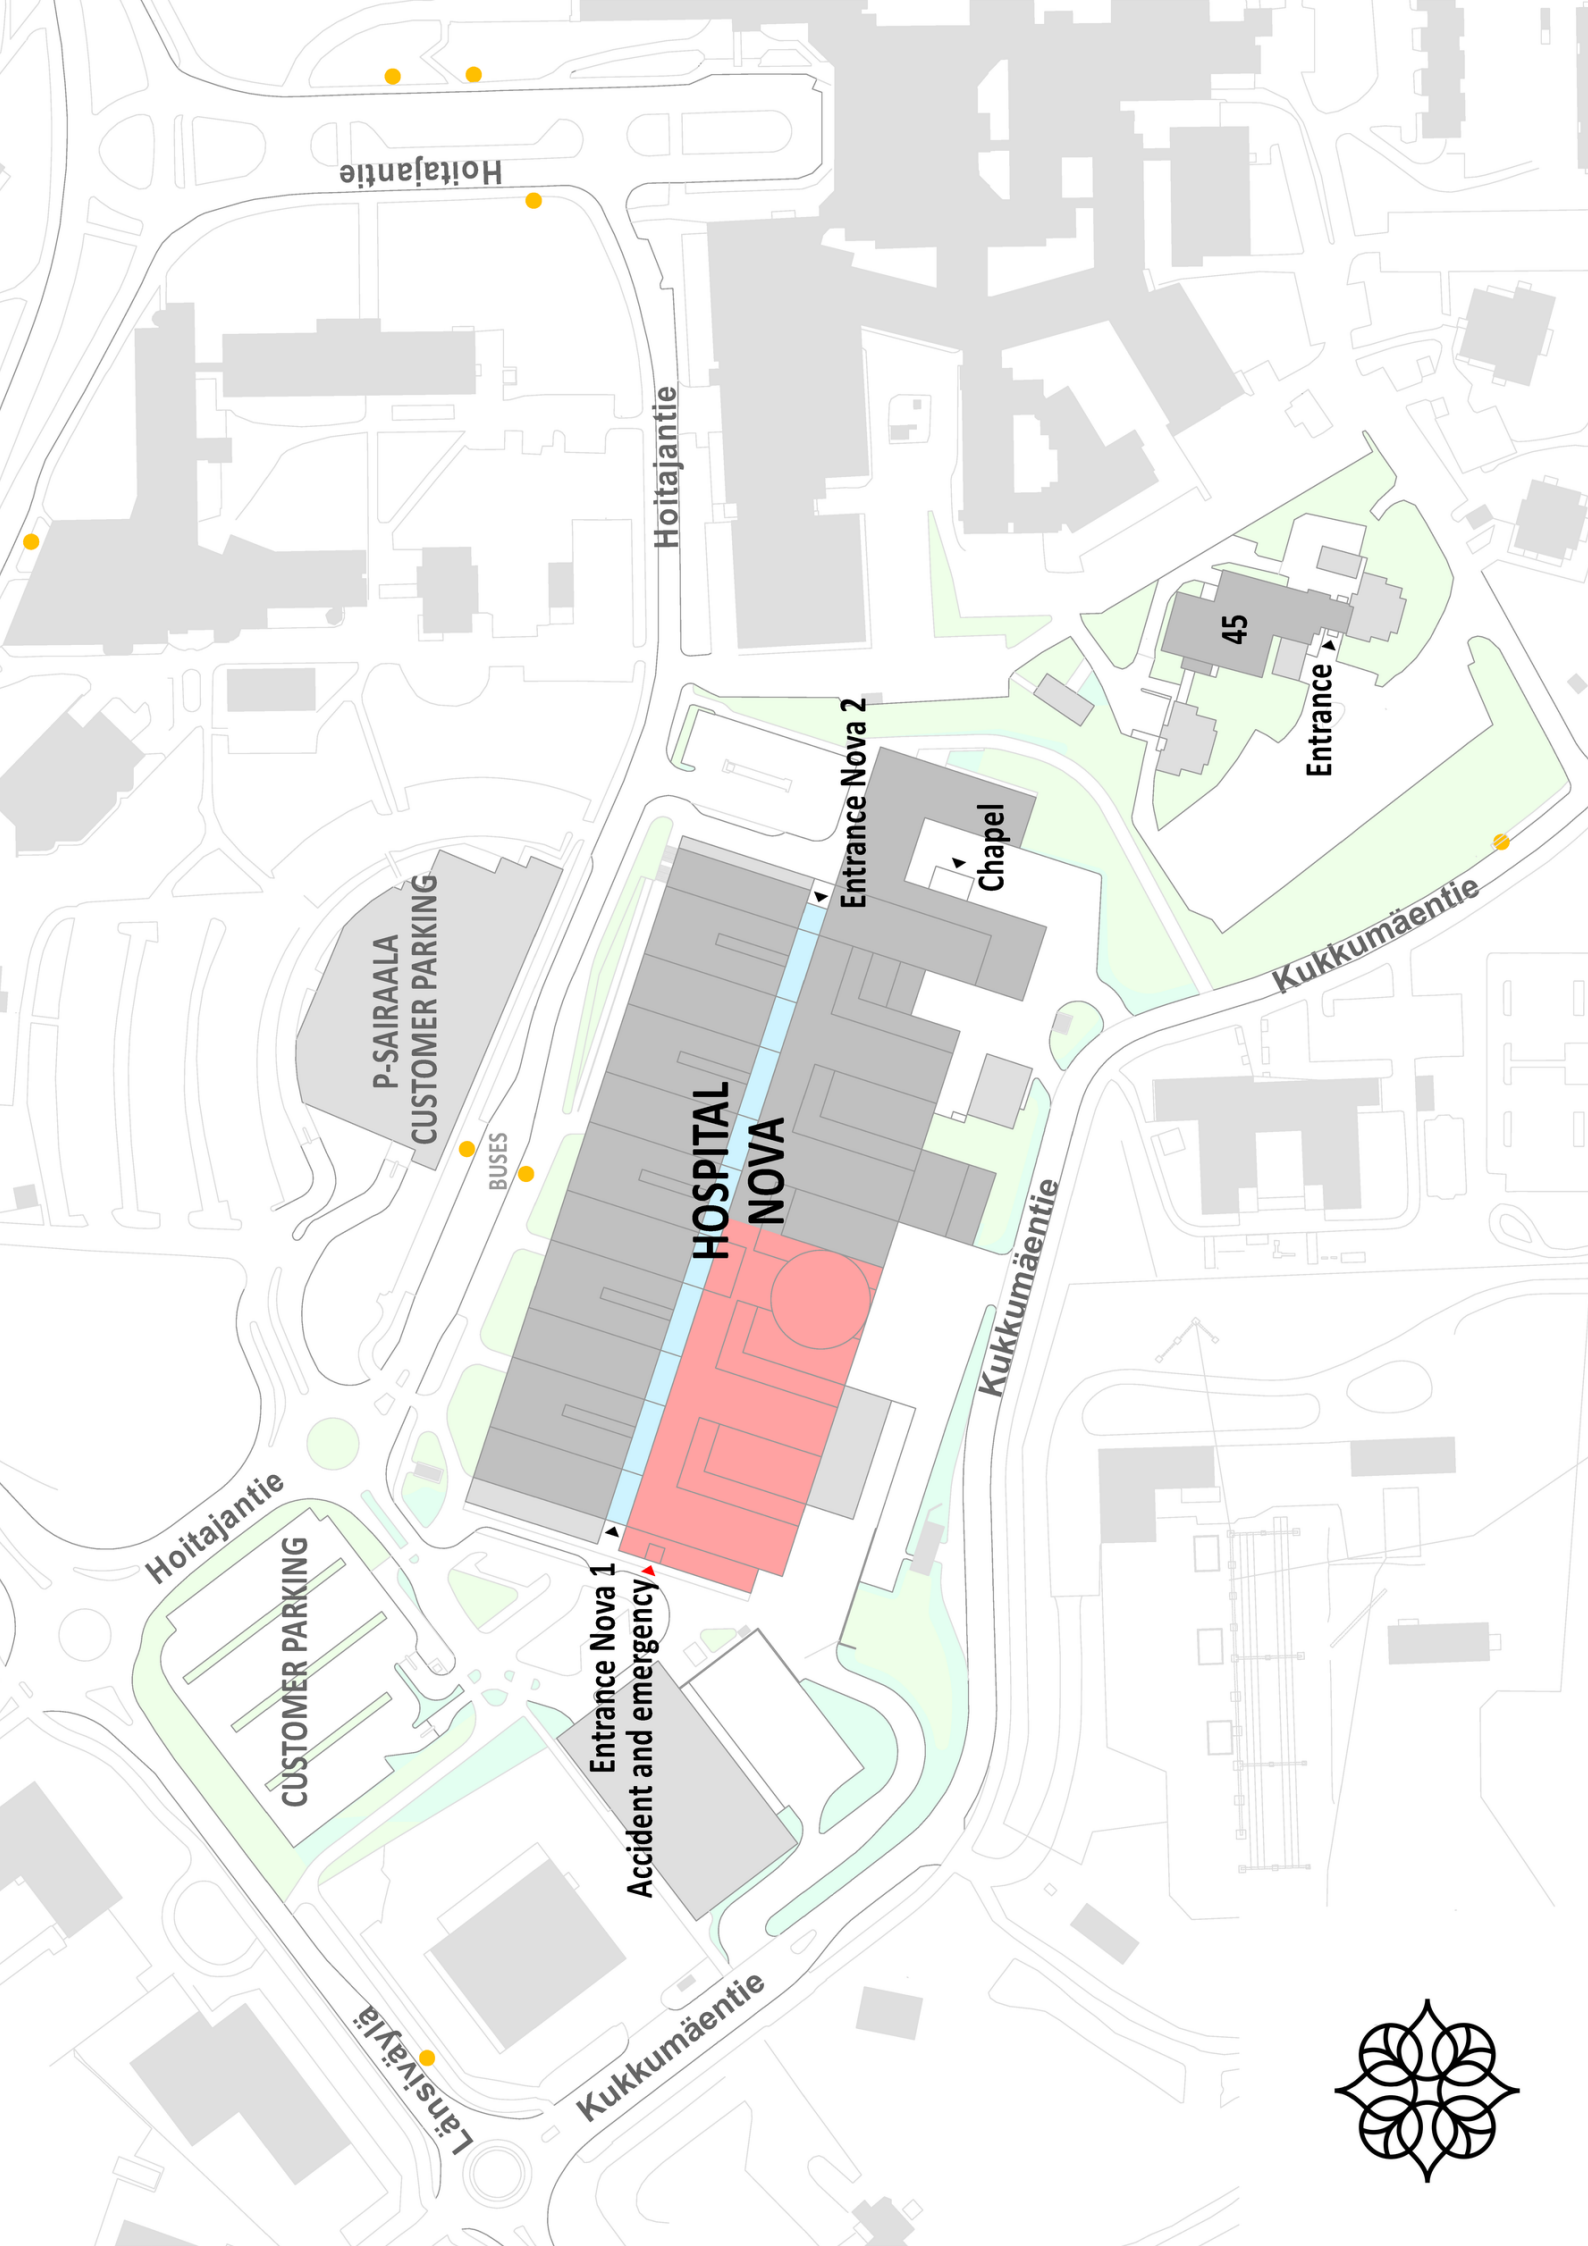 Hoitajantie
Hoitajantie
P-SAIRAALA
CUSTOMER PARKING
BUSES
Entrance Nova 2
Chapel
45
Entrance
HOSPITAL
NOVA
Kukkumäentie
Kukkumäentie
Hoitajantie
CUSTOMER PARKING
Entrance Nova 1
Accident and emergency
Länsiväylä
Kukkumäentie